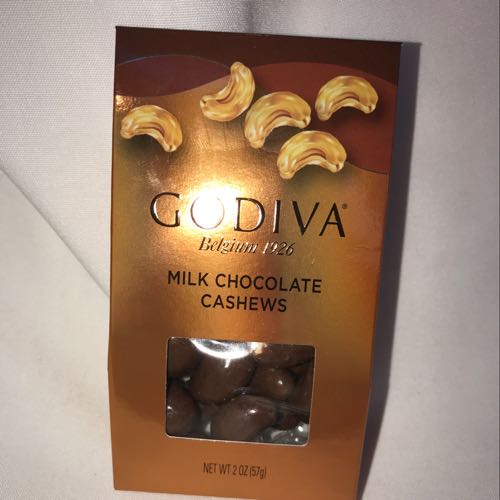 GODIVA®
Belgium 1926
MILK CHOCOLATE
CASHEWS
NET WT 2 OZ (57g)